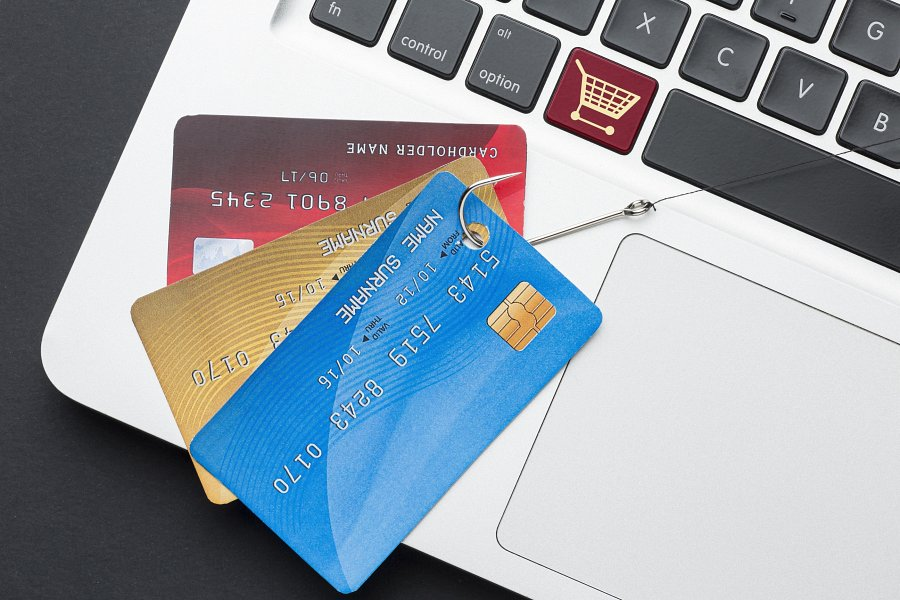 fn
control
alt
option
X
C
V
G
B
CARDHOLDER NAME
06/17
8901 2345
SURNAME
THRU
10/16
0170
NAME SURNAME
VALID
FROM
10/12
VALID
THRU
10/16
5143 7519 8243 0170